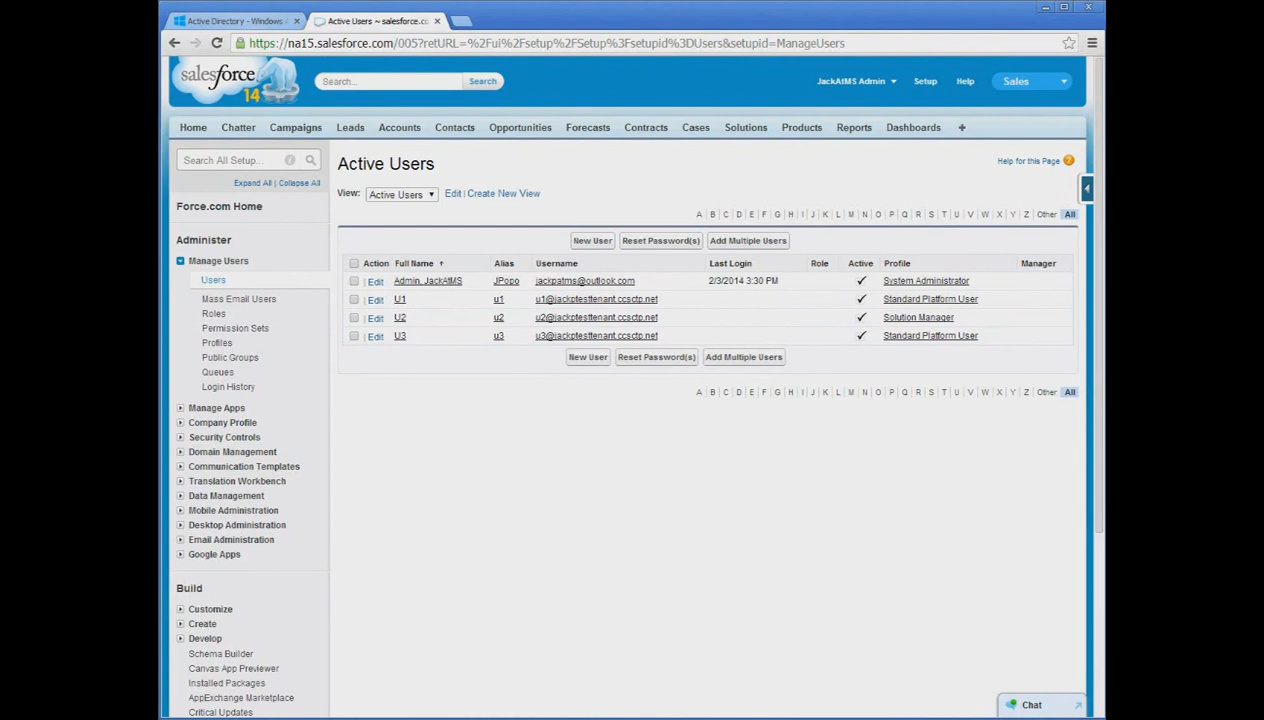 Active Directory - Windows A
Active Users ~ salesforce.co
https://na15.salesforce.com/005?retURL=%2Fui%2Fsetup%2FSetup%3Fsetupid%3DUsers&setupid=ManageUsers
salesforce
14
Search...
Search
JackAtMS Admin
Setup
Help
Sales
Home Chatter Campaigns Leads Accounts Contacts Opportunities Forecasts Contracts Cases Solutions Products Reports Dashboards +
Search All Setup...
Expand All | Collapse All
Force.com Home
Administer
Manage Users
Users
Mass Email Users
Roles
Permission Sets
Profiles
Public Groups
Queues
Login History
Manage Apps
Company Profile
Security Controls
Domain Management
Communication Templates
Translation Workbench
Data Management
Mobile Administration
Desktop Administration
Email Administration
Google Apps
Build
Customize
Create
Develop
Schema Builder
Canvas App Previewer
Installed Packages
AppExchange Marketplace
Critical Updates
Active Users
Help for this Page
View: Active Users Edit | Create New View
A B C D E F G H I J K L M N O P Q R S T U V W X Y Z Other All
New User Reset Password(s) Add Multiple Users
Action Full Name Alias Username Last Login Role Active Profile Manager
Edit Admin, JackAtMS JPopo jackpatms@outlook.com 2/3/2014 3:30 PM System Administrator
Edit U1 u1 u1@jackptesttenant.ccsctp.net Standard Platform User
Edit U2 u2 u2@jackptesttenant.ccsctp.net Solution Manager
Edit U3 u3 u3@jackptesttenant.ccsctp.net Standard Platform User
New User Reset Password(s) Add Multiple Users
A B C D E F G H I J K L M N O P Q R S T U V W X Y Z Other All
Chat